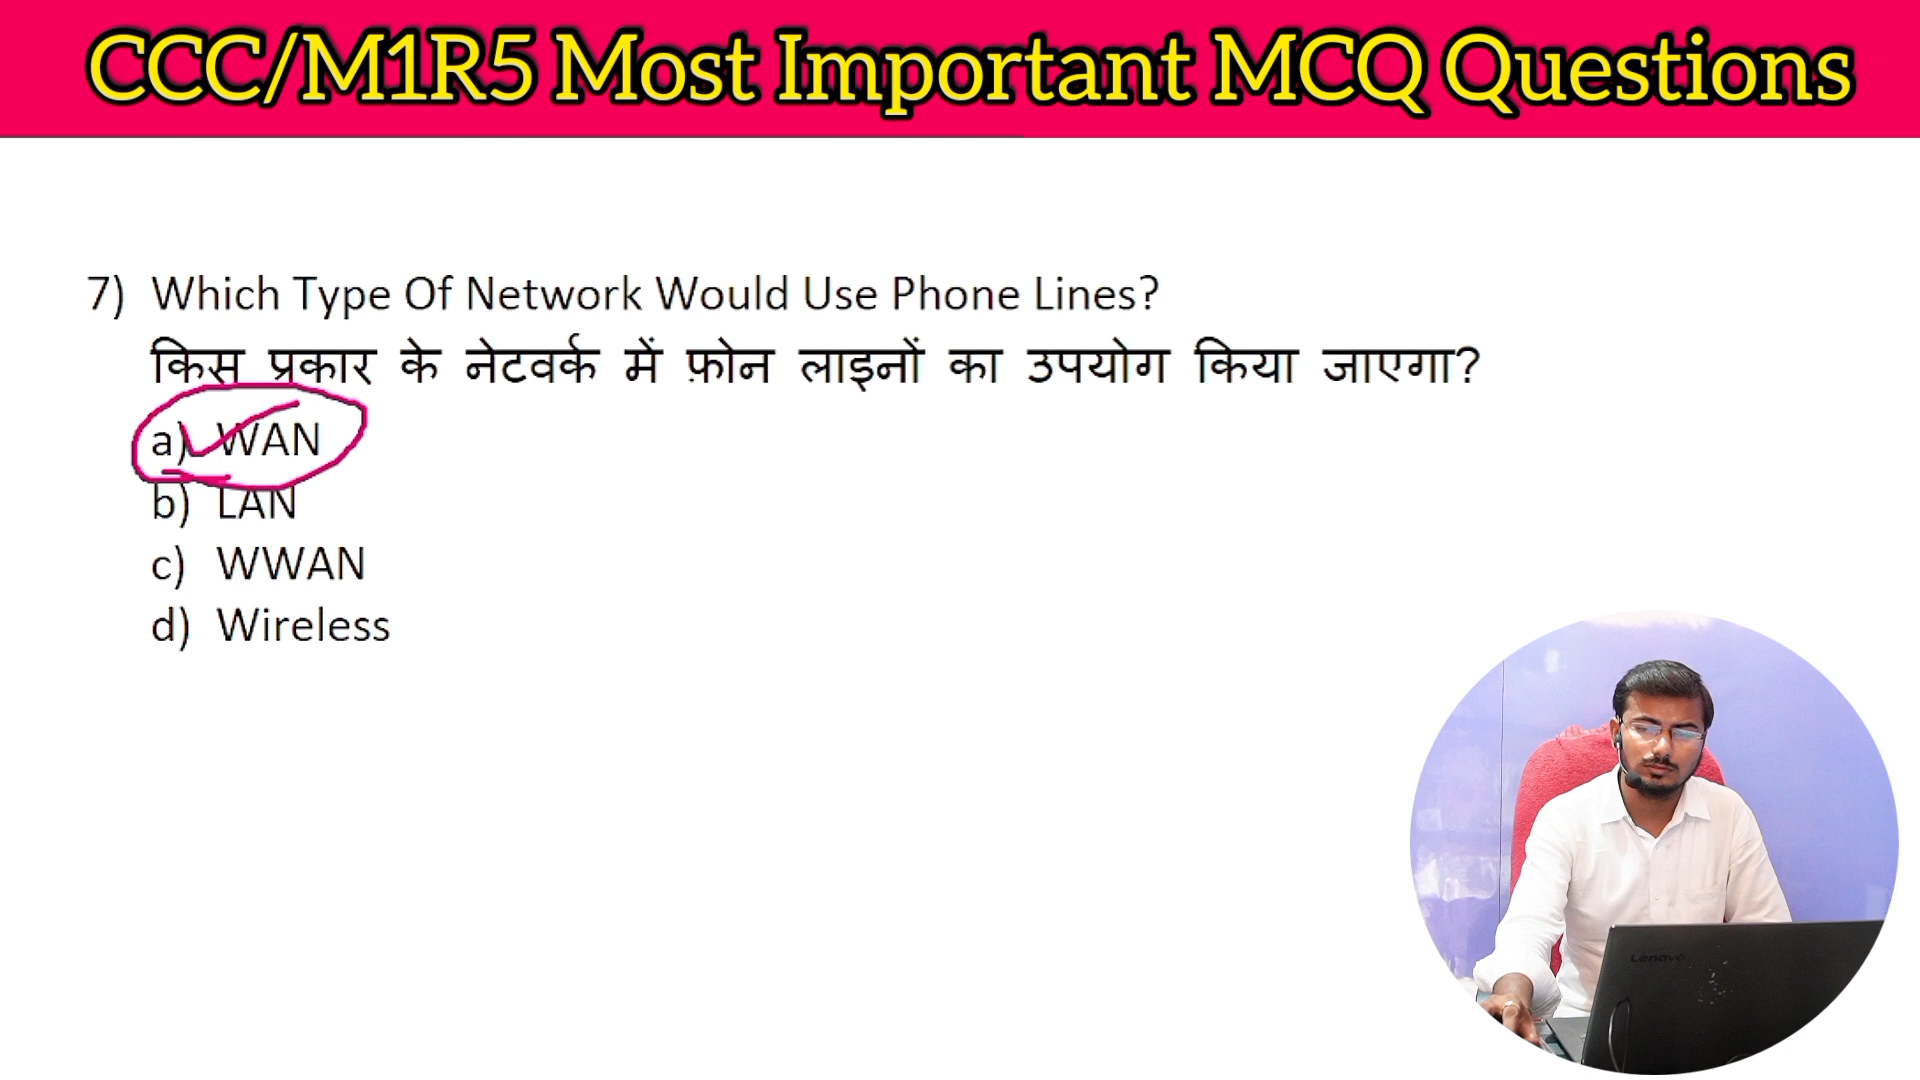 CCC/M1R5 Most Important MCQ Questions
7) Which Type Of Network Would Use Phone Lines?
किस प्रकार के नेटवर्क में फ़ोन लाइनों का उपयोग किया जाएगा?
a) WAN
b) LAN
c) WWAN
d) Wireless
Lenovo